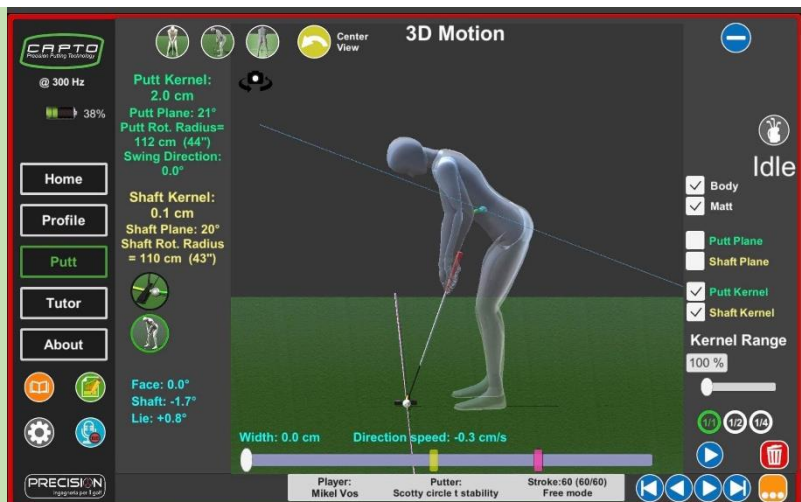 CAPTO
Precision Putting Technology
@ 300 Hz
38%
Home
Profile
Putt
Tutor
About
PRECISION
Ingegneria per il golf
Center
View
3D Motion
Putt Kernel:
2.0 cm
Putt Plane: 21°
Putt Rot. Radius=
112 cm (44")
Swing Direction:
0.0°
Shaft Kernel:
0.1 cm
Shaft Plane: 20°
Shaft Rot. Radius
= 110 cm (43")
Face: 0.0°
Shaft: -1.7°
Lie: +0.8°
Width: 0.0 cm
Direction speed: -0.3 cm/s
Player:
Mikel Vos
Putter:
Scotty circle t stability
Stroke:60 (60/60)
Free mode
Idle
Body
Matt
Putt Plane
Shaft Plane
Putt Kernel
Shaft Kernel
Kernel Range
100 %
1/1 1/2 1/4